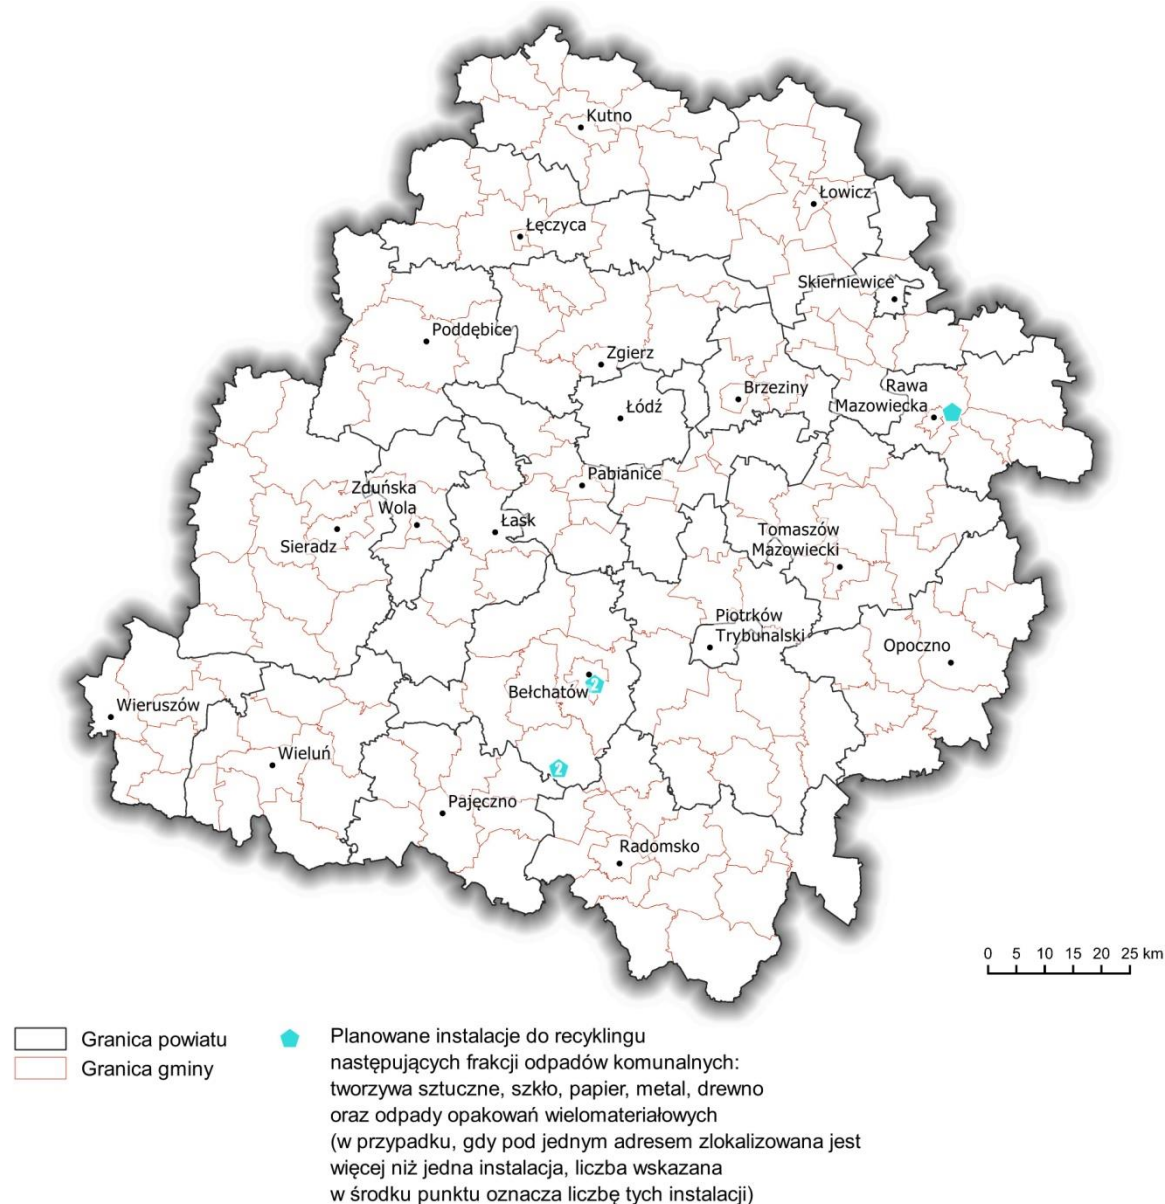 Kutno
Łowicz
Łęczyca
Skierniewice
Poddębice
Zgierz
Rawa
Mazowiecka
Brzeziny
Łódź
Pabianice
Zduńska
Wola
Łask
Sieradz
Tomaszów
Mazowiecki
Piotrków
Trybunalski
Opoczno
2
Bełchatów
Wieruszów
Wieluń
2
Pajęczno
Radomsko
0 5 10 15 20 25 km
Granica powiatu
Granica gminy
Planowane instalacje do recyklingu
następujących frakcji odpadów komunalnych:
tworzywa sztuczne, szkło, papier, metal, drewno
oraz odpady opakowań wielomateriałowych
(w przypadku, gdy pod jednym adresem zlokalizowana jest
więcej niż jedna instalacja, liczba wskazana
w środku punktu oznacza liczbę tych instalacji)